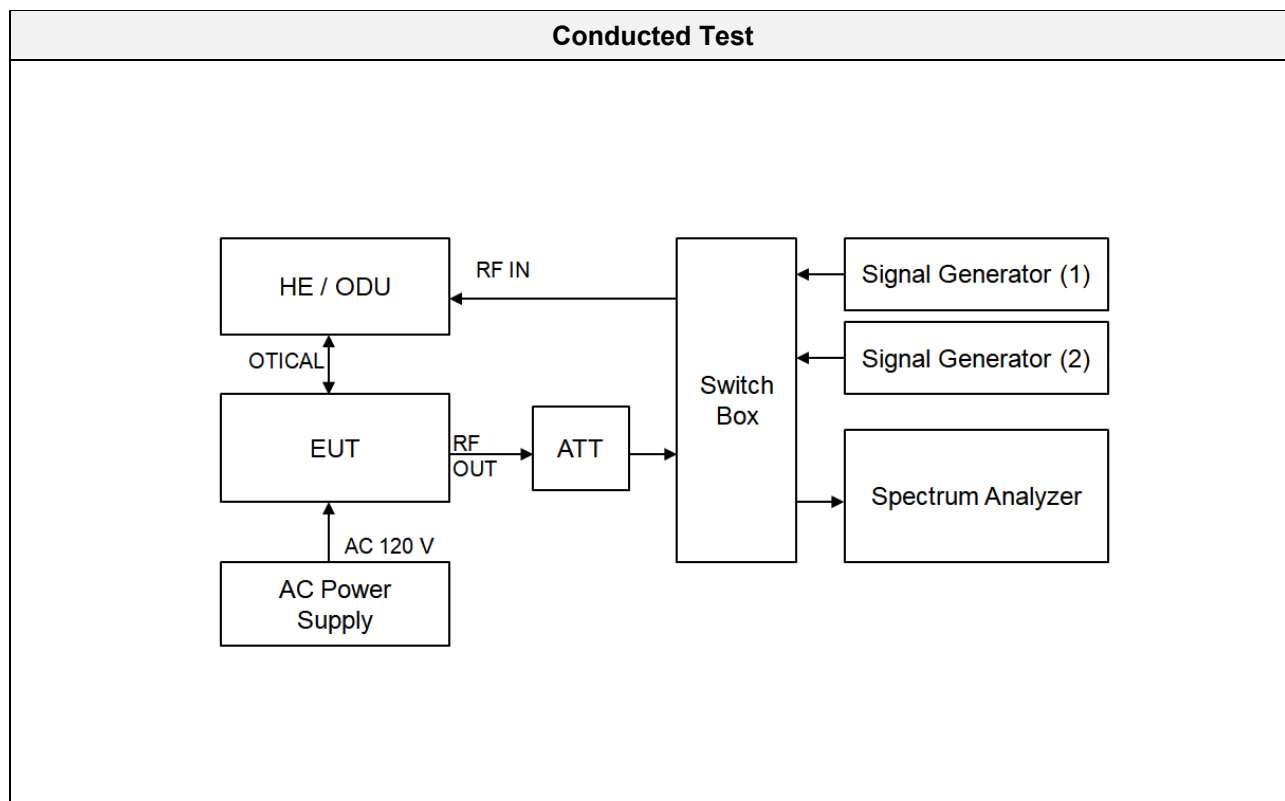 Conducted Test
HE / ODU
RF IN
Signal Generator (1)
OTICAL
Signal Generator (2)
Switch
Box
EUT
RF
OUT
ATT
Spectrum Analyzer
AC 120 V
AC Power
Supply